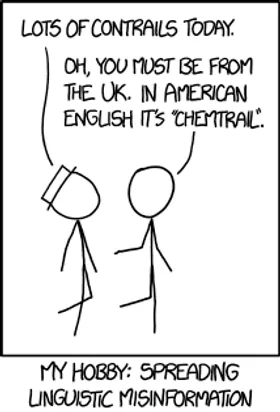 LOTS OF CONTRAILS TODAY.
OH, YOU MUST BE FROM
THE UK. IN AMERICAN
ENGLISH IT'S "CHEMTRAIL".
MY HOBBY: SPREADING
LINGUISTIC MISINFORMATION